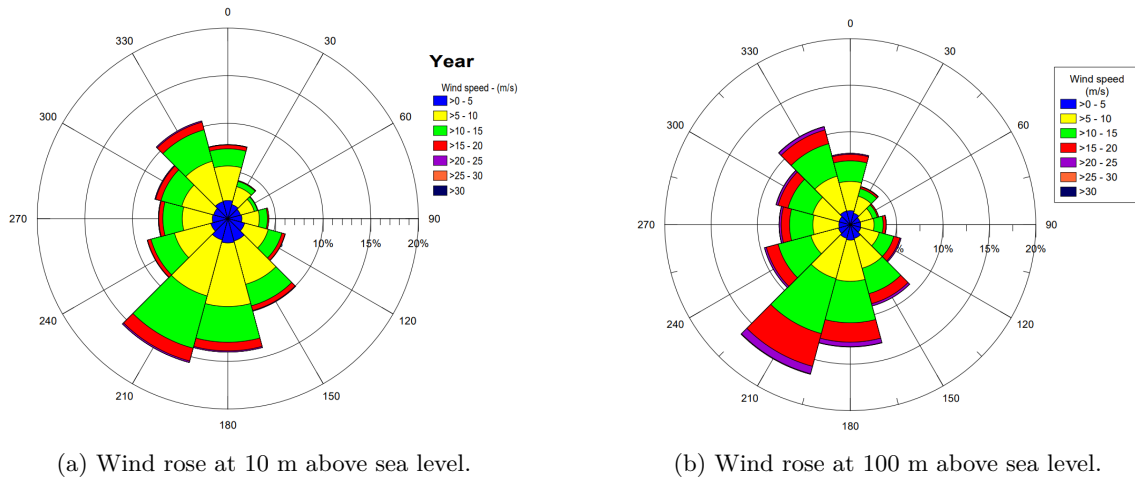 0
30
60
90
120
150
180
210
240
270
300
330
10%
15%
20%
Year
Wind speed - (m/s)
>0 - 5
>5 - 10
>10 - 15
>15 - 20
>20 - 25
>25 - 30
>30
(a) Wind rose at 10 m above sea level.
0
30
60
90
120
150
180
210
240
270
300
330
%
10%
15%
20%
Wind speed
(m/s)
>0 - 5
>5 - 10
>10 - 15
>15 - 20
>20 - 25
>25 - 30
>30
(b) Wind rose at 100 m above sea level.